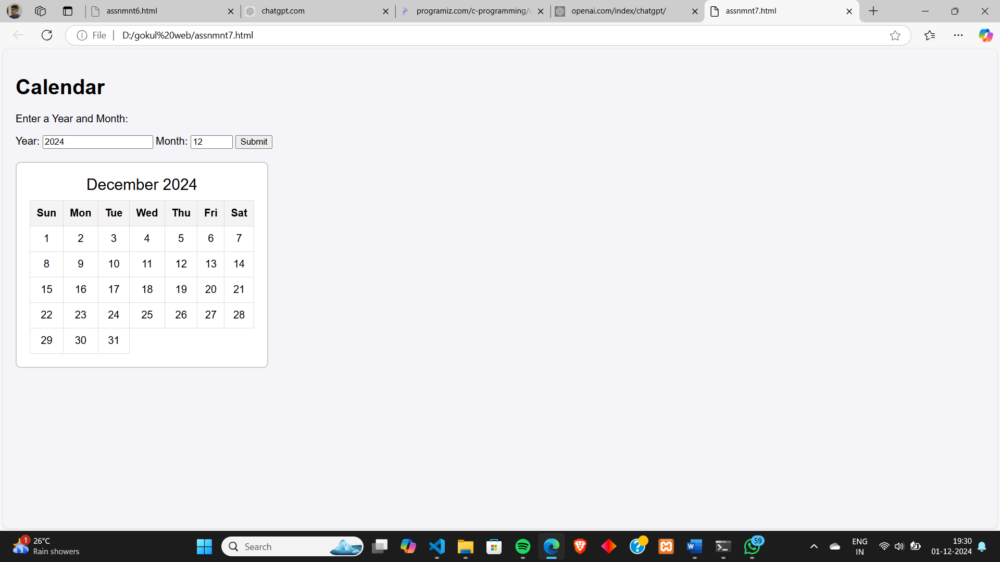 assnmnt6.html
chatgpt.com
programiz.com/c-programming/
openai.com/index/chatgpt/
assnmnt7.html
File
D:/gokul%20web/assnmnt7.html
Calendar
Enter a Year and Month:
Year: 2024 Month: 12 Submit
December 2024
Sun Mon Tue Wed Thu Fri Sat
1 2 3 4 5 6 7
8 9 10 11 12 13 14
15 16 17 18 19 20 21
22 23 24 25 26 27 28
29 30 31
1
26°C
Rain showers
Search
59
ENG
IN
19:30
01-12-2024